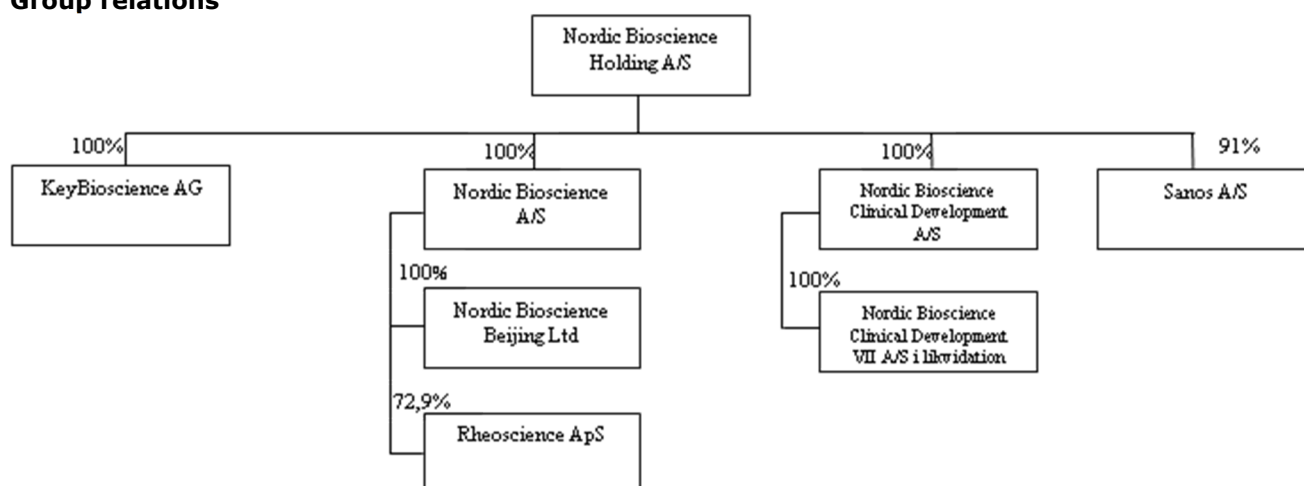 Group relations
Nordic Bioscience
Holding A/S
100%
100%
100%
91%
KeyBioscience AG
Nordic Bioscience
A/S
Nordic Bioscience
Clinical Development
A/S
Sanos A/S
100%
Nordic Bioscience
Beijing Ltd
100%
Nordic Bioscience
Clinical Development
VII A/S i likvidation
72,9%
Rheoscience ApS